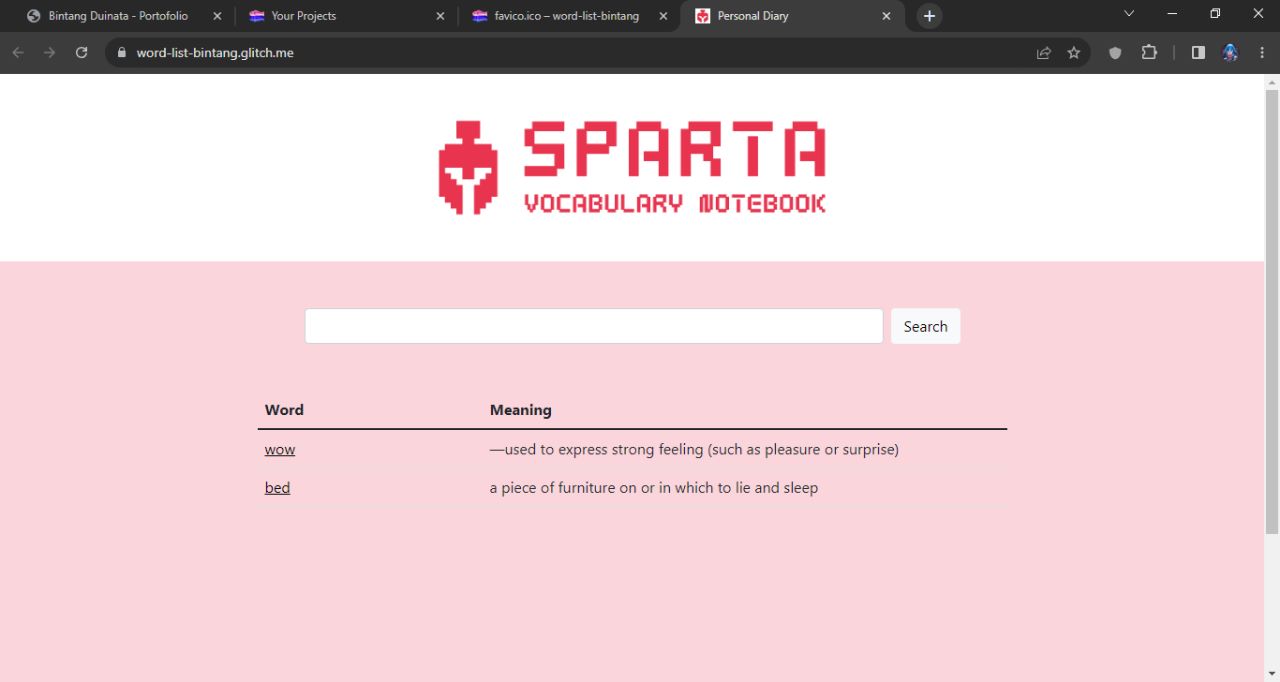 Bintang Duinata - Portofolio
Your Projects
favico.ico – word-list-bintang
Personal Diary
word-list-bintang.glitch.me
SPARTA
VOCABULARY NOTEBOOK
Search
Word Meaning
wow —used to express strong feeling (such as pleasure or surprise)
bed a piece of furniture on or in which to lie and sleep